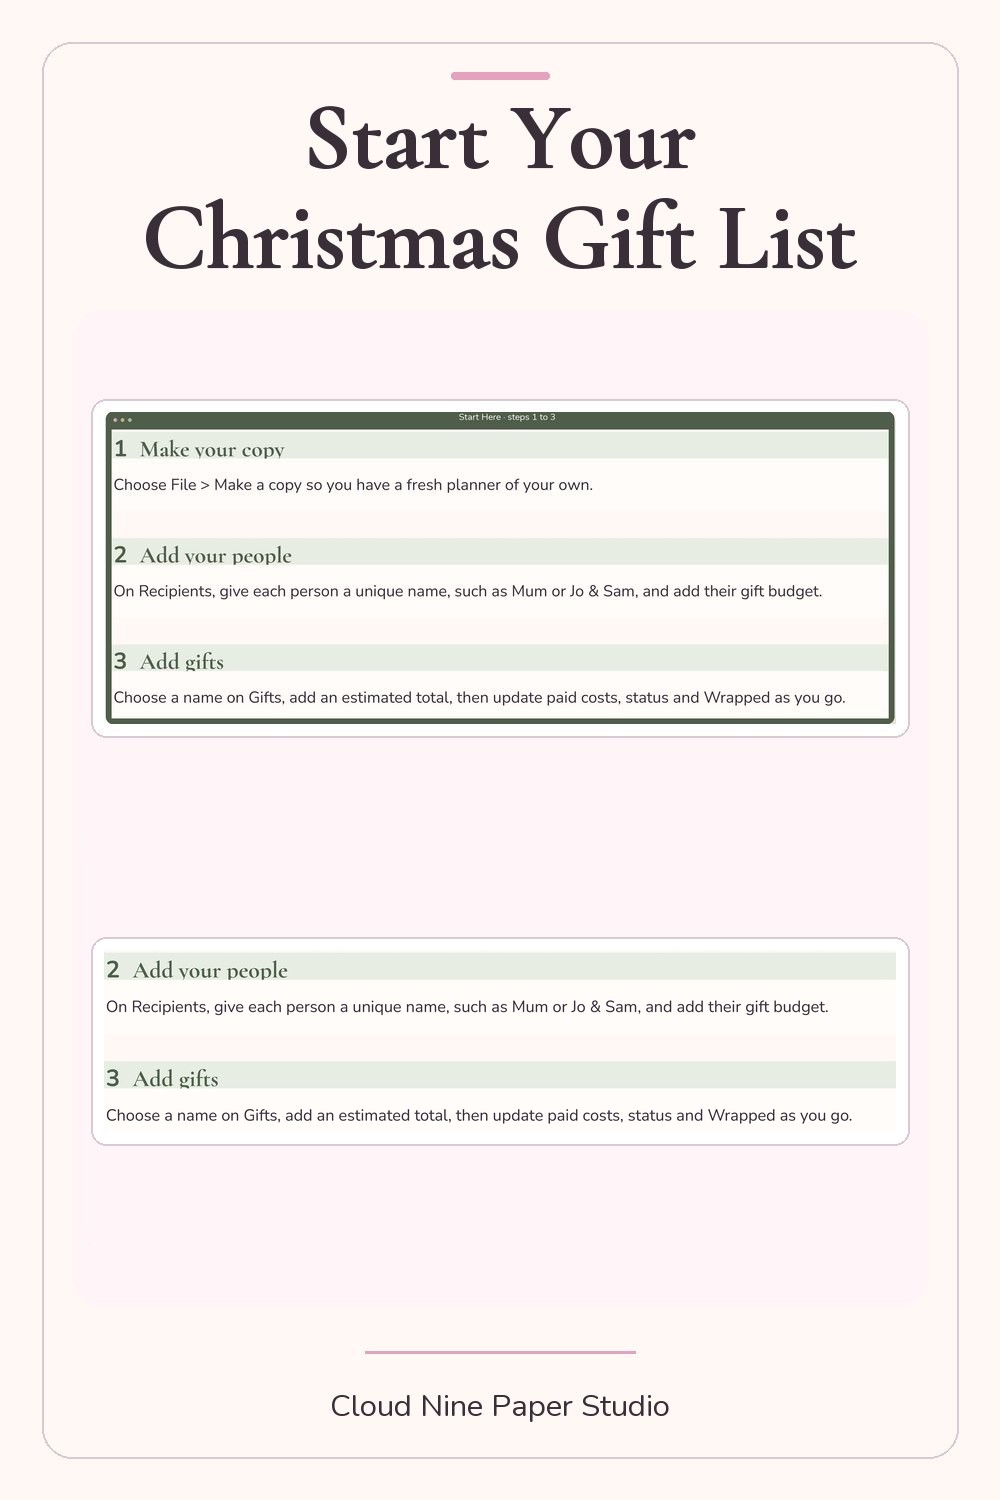 Start Your
Christmas Gift List
Start Here · steps 1 to 3
1 Make your copy
Choose File > Make a copy so you have a fresh planner of your own.
2 Add your people
On Recipients, give each person a unique name, such as Mum or Jo & Sam, and add their gift budget.
3 Add gifts
Choose a name on Gifts, add an estimated total, then update paid costs, status and Wrapped as you go.
2 Add your people
On Recipients, give each person a unique name, such as Mum or Jo & Sam, and add their gift budget.
3 Add gifts
Choose a name on Gifts, add an estimated total, then update paid costs, status and Wrapped as you go.
Cloud Nine Paper Studio